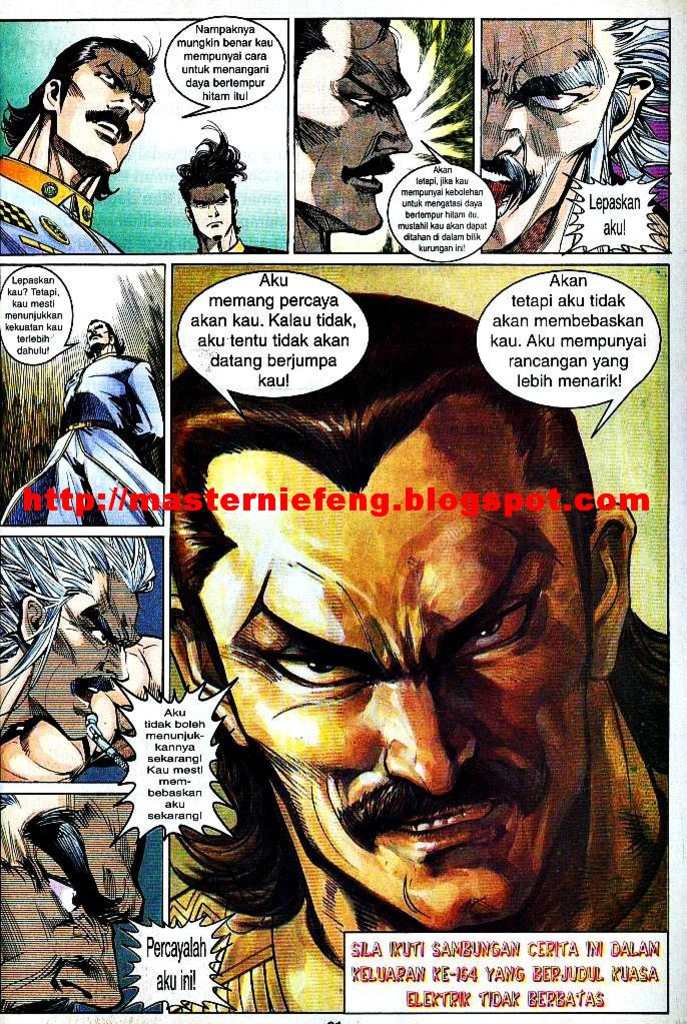 Nampaknya
mungkin benar kau
mempunyai cara
untuk menangani
daya bertempur
hitam itu!
Akan
tetapi, jika kau
mempunyai kebolehan
untuk mengatasi daya
bertempur hitam itu,
mustahil kau akan dapat
ditahan di dalam bilik
kurungan ini!
Lepaskan
aku!
Lepaskan
kau? Tetapi,
kau mesti
menunjukkan
kekuatan kau
terlebih
dahulu!
Aku
memang percaya
akan kau. Kalau tidak,
aku tentu tidak akan
datang berjumpa
kau!
Akan
tetapi aku tidak
akan membebaskan
kau. Aku mempunyai
rancangan yang
lebih menarik!
http://masterniefeng.blogspot.com
Aku
tidak boleh
menunjuk-
kannya
sekarang!
Kau mesti
mem-
bebaskan
aku
sekarang!
Percayalah
aku ini!
SILA IKUTI SAMBUNGAN CERITA INI DALAM
KELUARAN KE-164 YANG BERJUDUL KUASA
ELEKTRIK TIDAK BERBATAS